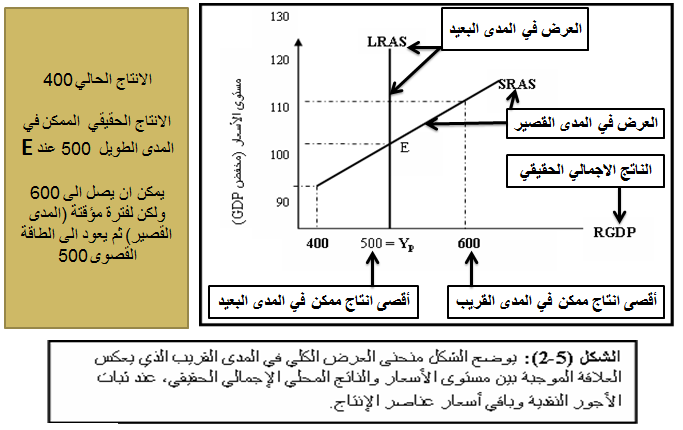 الانتاج الحالي 400
الانتاج الحقيقي الممكن في
المدى الطويل 500 عند E
يمكن ان يصل الى 600
ولكن لفترة مؤقتة (المدى
القصير) ثم يعود الى الطاقة
القصوى 500
130
120
100
110
100
90
مستوى الأسعار (مخفض GDP)
LRAS
العرض في المدى البعيد
SRAS
العرض في المدى القصير
E
الناتج الاجمالي الحقيقي
RGDP
400
500 = Yp
600
أقصى انتاج ممكن في المدى البعيد
أقصى انتاج ممكن في المدى القريب
الشكل (5-2): يوضح الشكل منحنى العرض الكلي في المدى القريب الذي يعكس
العلاقة الموجبة بين مستوى الأسعار والناتج المحلي الإجمالي الحقيقي، عند ثبات
الأجور النقدية وباقي أسعار عناصر الإنتاج.